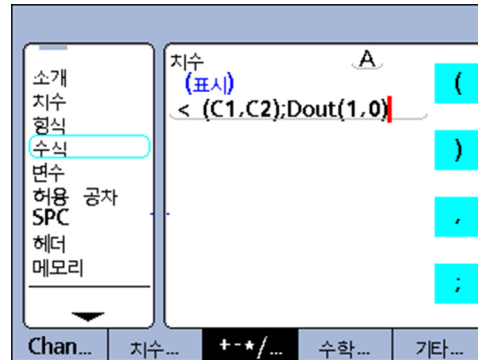 소개
치수
형식
수식
변수
허용 공차
SPC
헤더
메모리
치수
A
(표시)
< (C1,C2);Dout(1,0)
(
)
,
;
Chan...
치수...
+-*/...
수학...
기타...